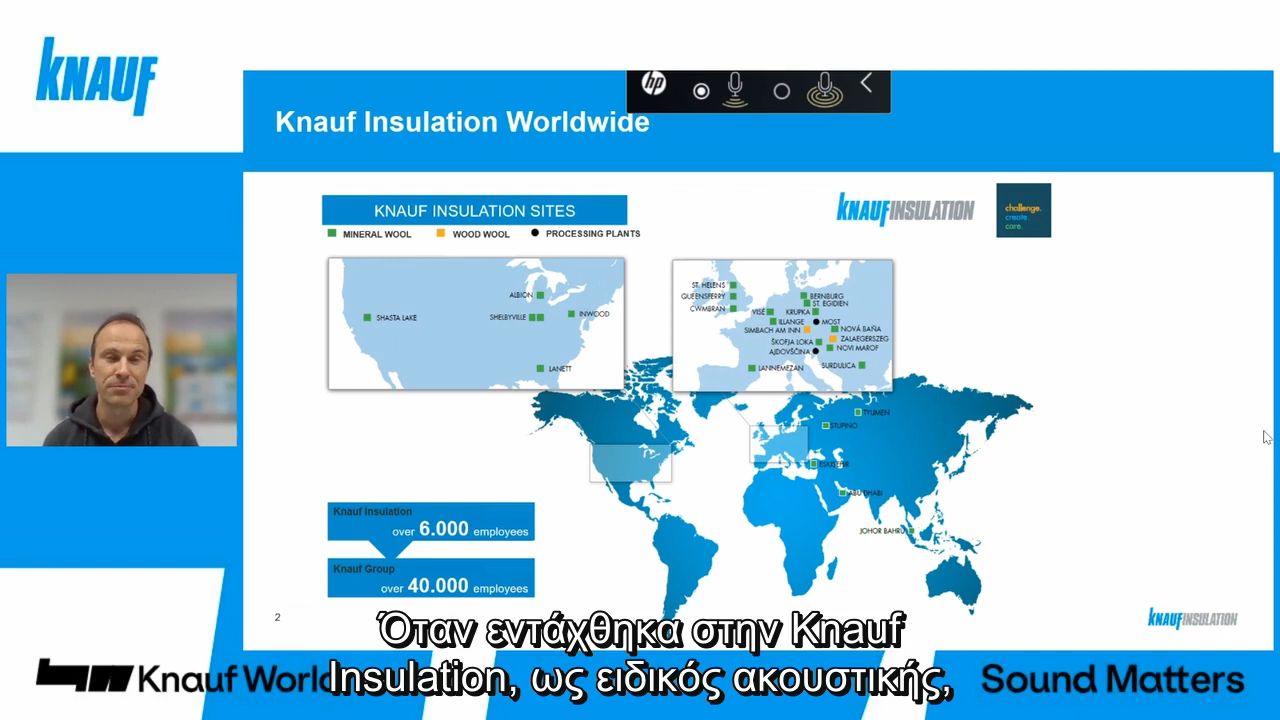 KNAUF
hp
Knauf Insulation Worldwide
KNAUF INSULATION SITES
MINERAL WOOL
WOOD WOOL
PROCESSING PLANTS
KNAUFINSULATION
challenge.
create.
care.
ALBION
SHASTA LAKE
SHELBYVILLE
INWOOD
LANETT
ST. HELENS
QUEENSFERRY
CWMBRAN
BERNBURG
ST. EGIDIEN
VISÉ
KRUPKA
ILLANGE
MOST
SIMBACH AM INN
NOVÁ BAŇA
ŠKOFJA LOKA
ZALAEGERSZEG
AJDOVŠČINA
NOVI MAROF
LANNEMEZAN
SURDULICA
TYUMEN
STUPINO
ESKIŞEHIR
ABU DHABI
JOHOR BAHRU
Knauf Insulation
over 6.000 employees
Knauf Group
over 40.000 employees
2
KNAUFINSULATION
Όταν εντάχθηκα στην Knauf
Insulation, ως ειδικός ακουστικής,
Knauf Worl
Sound Matters